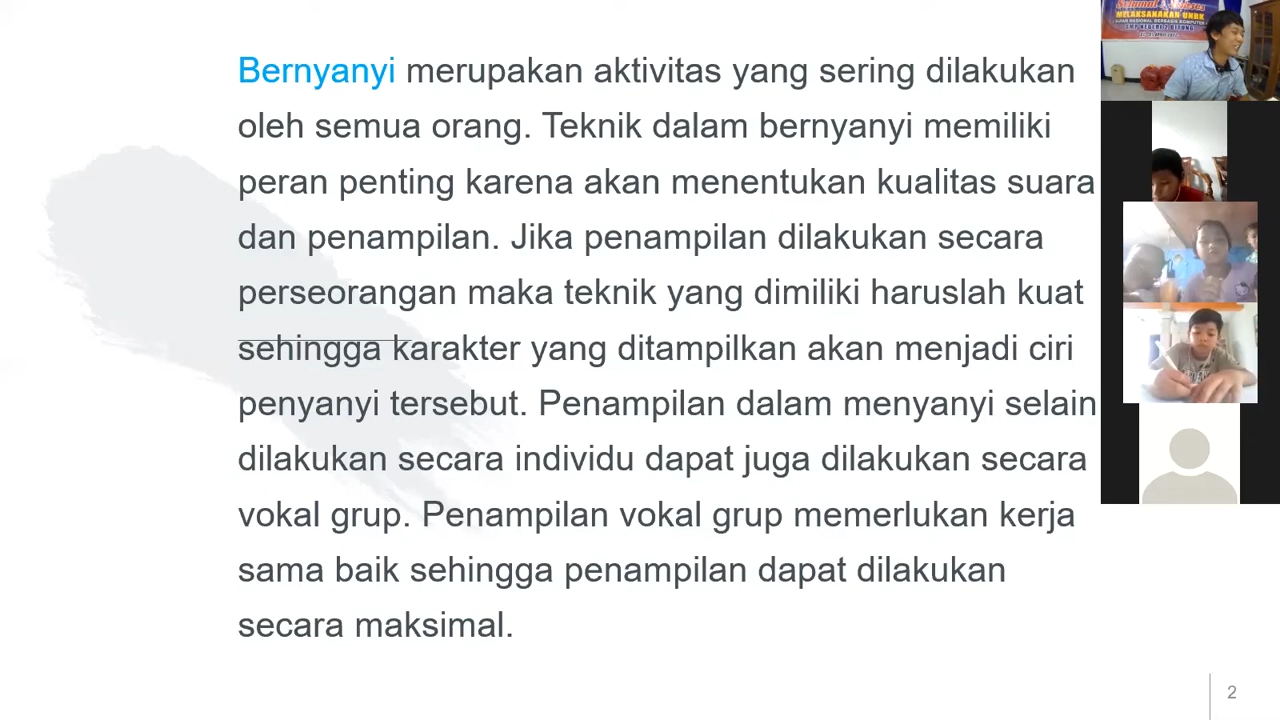 Bernyanyi merupakan aktivitas yang sering dilakukan
oleh semua orang. Teknik dalam bernyanyi memiliki
peran penting karena akan menentukan kualitas suara
dan penampilan. Jika penampilan dilakukan secara
perseorangan maka teknik yang dimiliki haruslah kuat
sehingga karakter yang ditampilkan akan menjadi ciri
penyanyi tersebut. Penampilan dalam menyanyi selain
dilakukan secara individu dapat juga dilakukan secara
vokal grup. Penampilan vokal grup memerlukan kerja
sama baik sehingga penampilan dapat dilakukan
secara maksimal.
2
MELAKSANAKAN UNBK